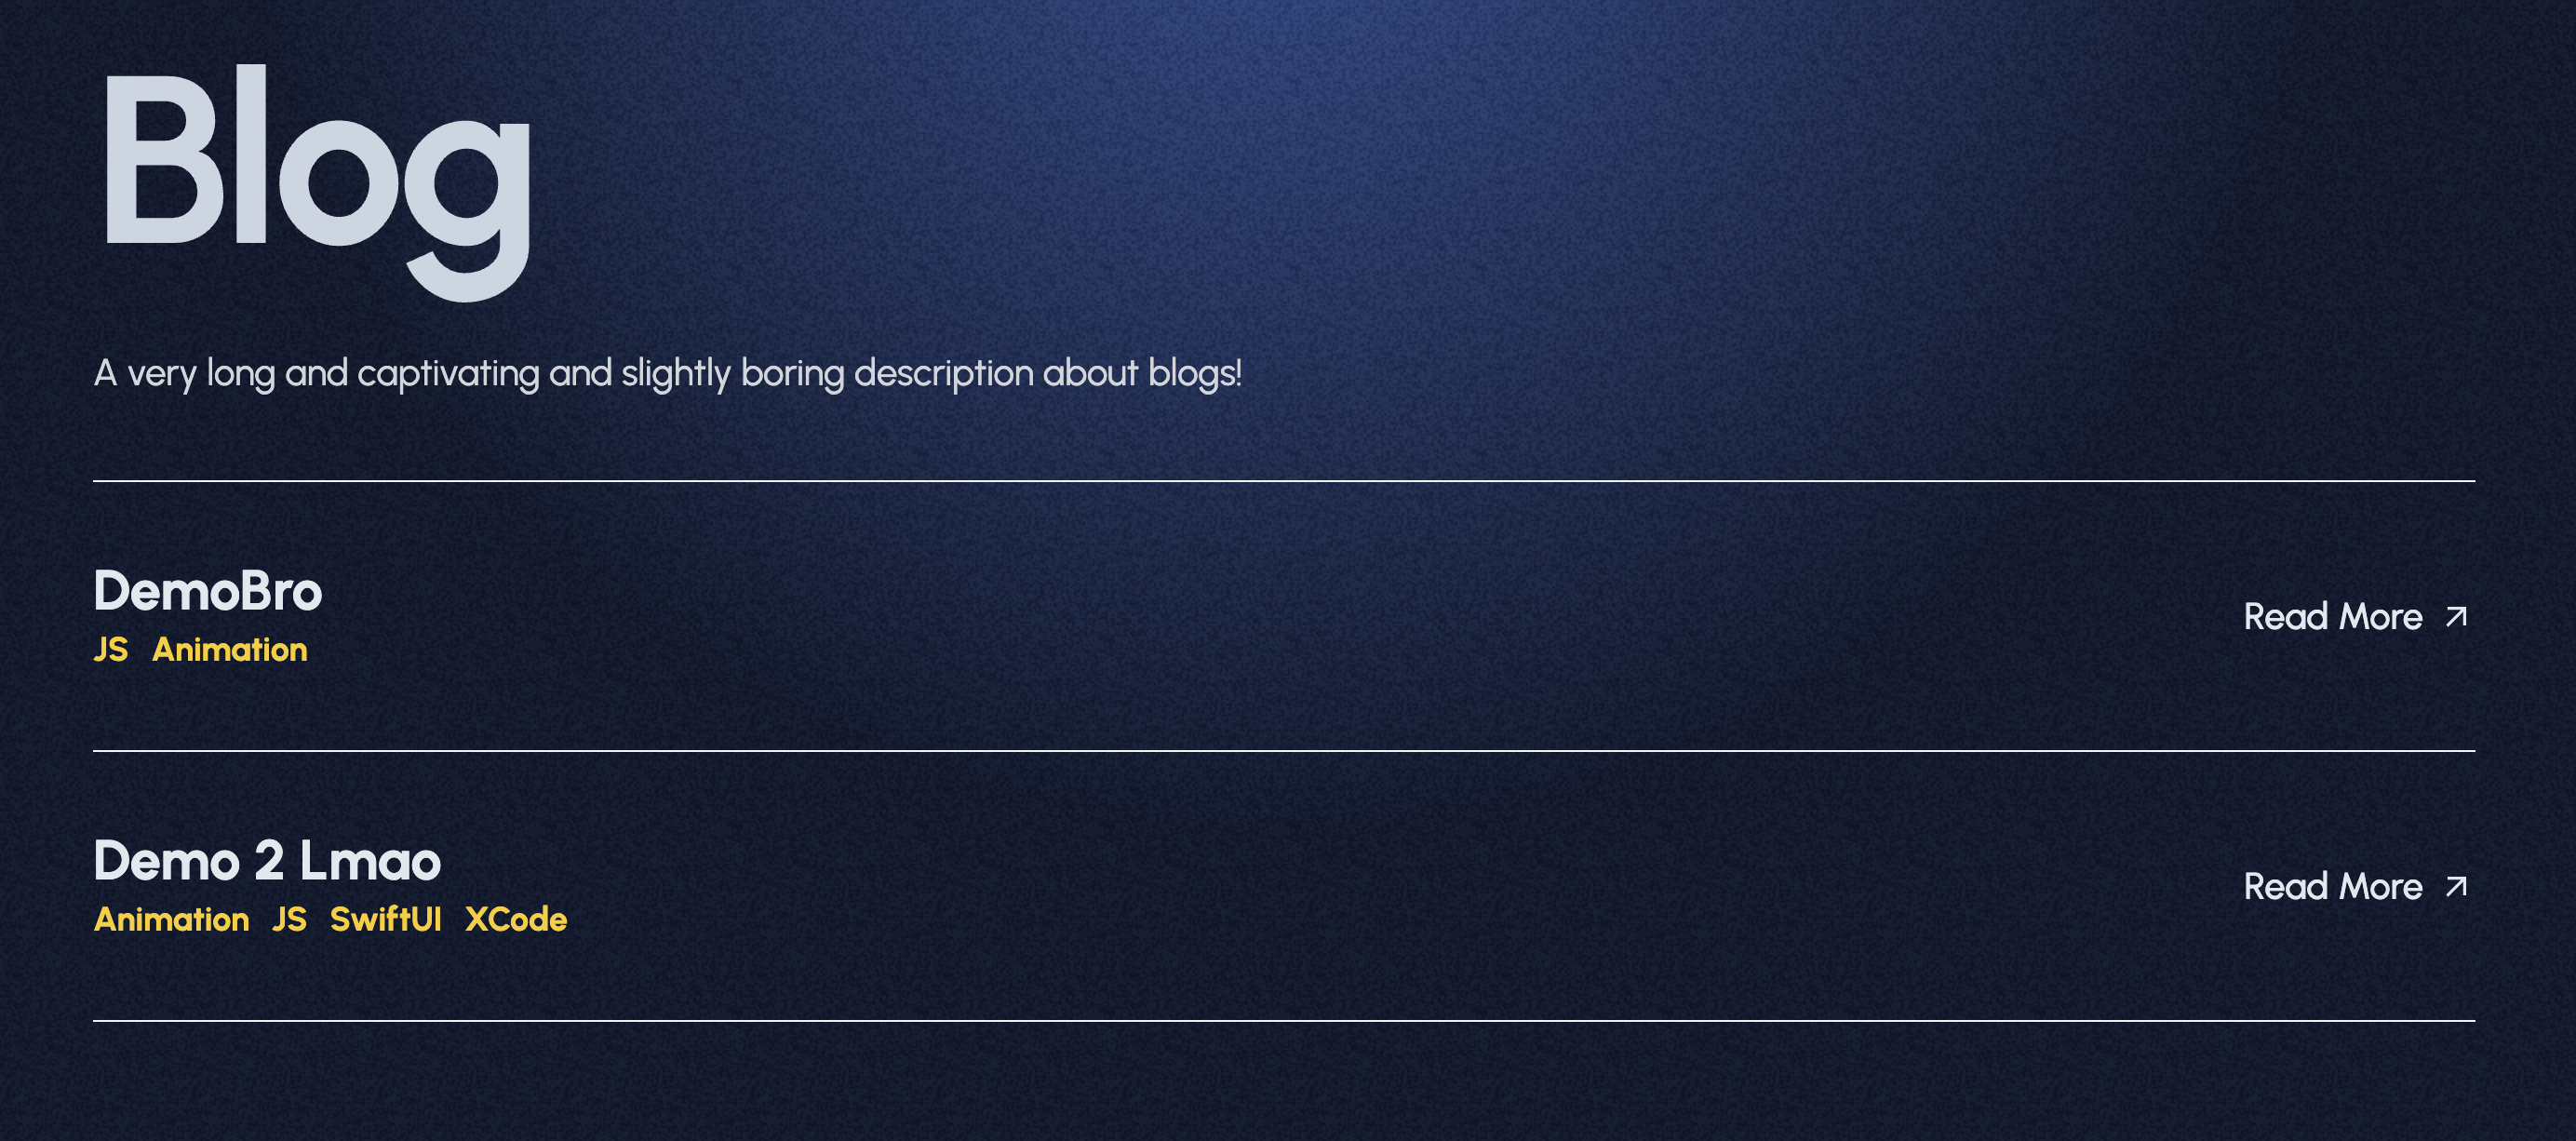 Blog
A very long and captivating and slightly boring description about blogs!
DemoBro
JS Animation
Read More
Demo 2 Lmao
Animation JS SwiftUI XCode
Read More